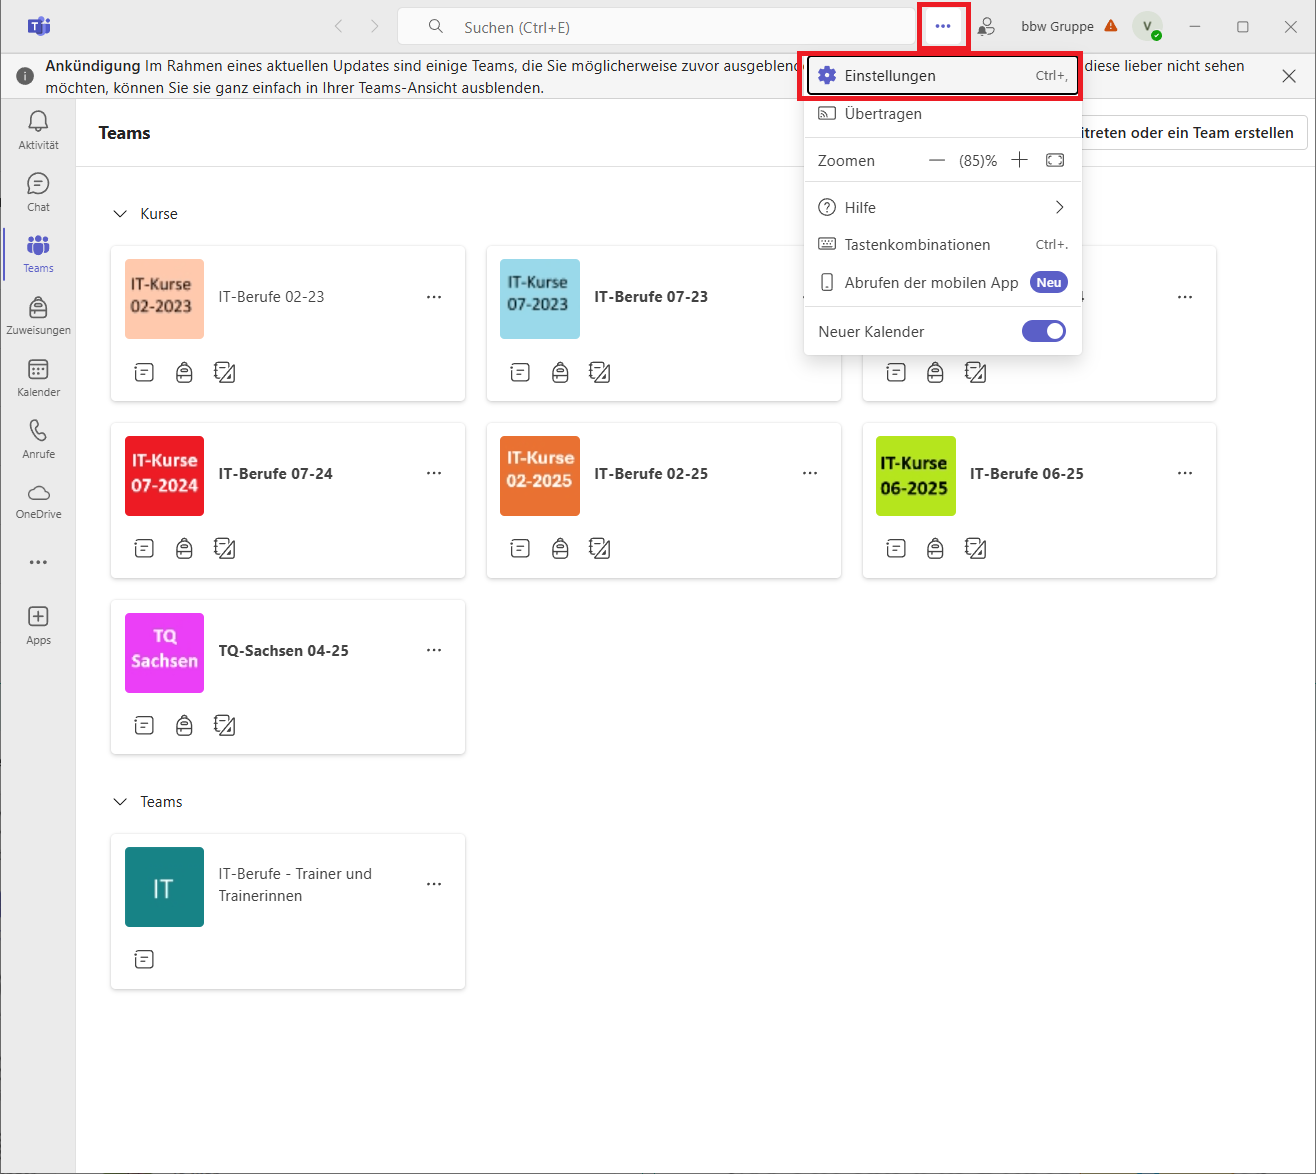 Suchen (Ctrl+E)
bbw Gruppe
V
Ankündigung Im Rahmen eines aktuellen Updates sind einige Teams, die Sie möglicherweise zuvor diese lieber nicht sehen
möchten, können Sie sie ganz einfach in Ihrer Teams-Ansicht ausblenden.
Einstellungen Ctrl+,
Übertragen
Zoomen (85)%
Hilfe
Tastenkombinationen Ctrl+.
Abrufen der mobilen App Neu
Neuer Kalender
Aktivität
Chat
Teams
Zuweisungen
Kalender
Anrufe
OneDrive
Apps
Teams
oder ein Team erstellen
Kurse
IT-Kurse
02-2023
IT-Berufe 02-23
IT-Kurse
07-2023
IT-Berufe 07-23
IT-Kurse
07-2024
IT-Berufe 07-24
IT-Kurse
02-2025
IT-Berufe 02-25
IT-Kurse
06-2025
IT-Berufe 06-25
TQ
Sachsen
TQ-Sachsen 04-25
Teams
IT
IT-Berufe - Trainer und
Trainerinnen